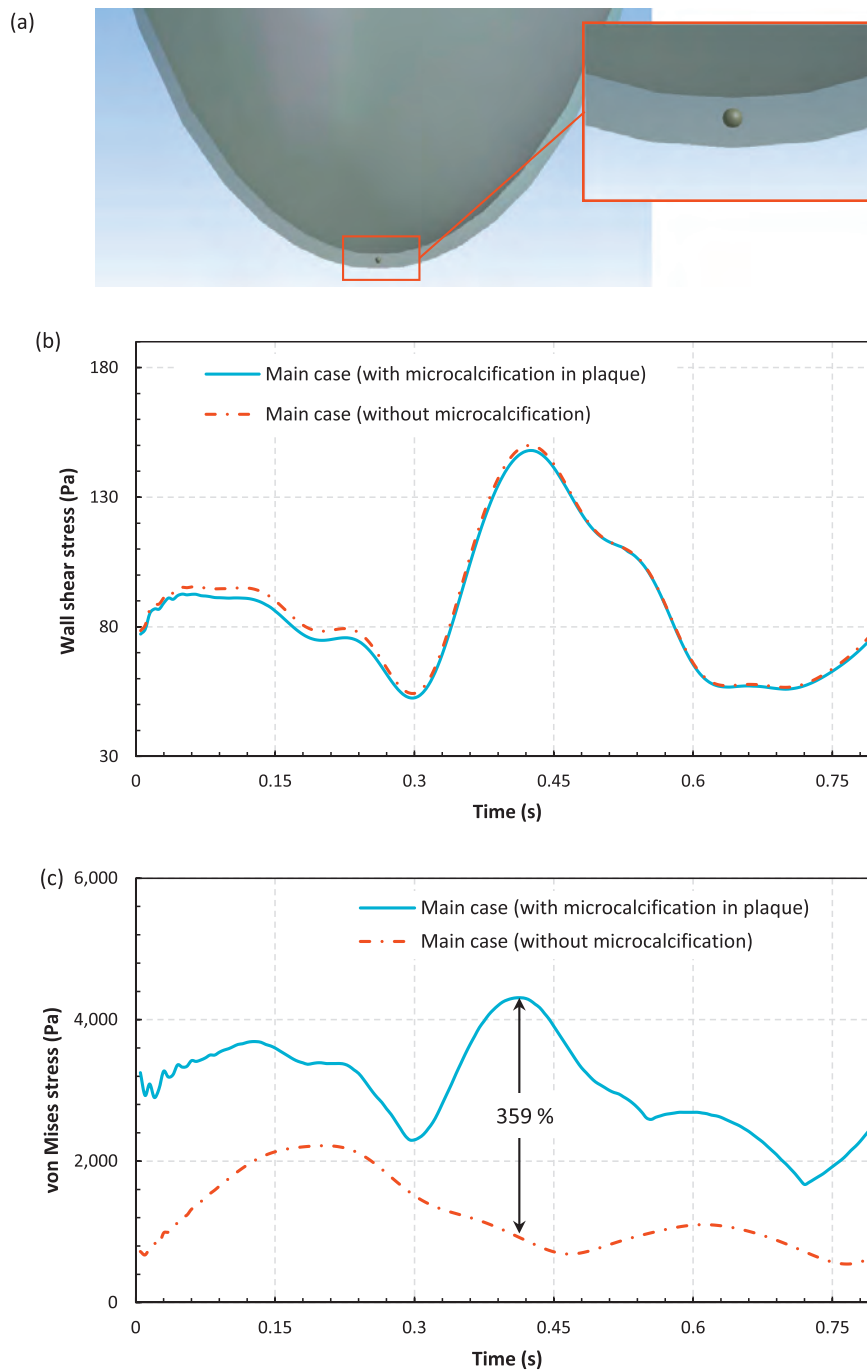 (a)
(b)
180
130
80
30
Wall shear stress (Pa)
Main case (with microcalcification in plaque)
Main case (without microcalcification)
0 0.15 0.3 0.45 0.6 0.75
Time (s)
(c)
6,000
4,000
2,000
0
von Mises stress (Pa)
Main case (with microcalcification in plaque)
Main case (without microcalcification)
359 %
0 0.15 0.3 0.45 0.6 0.75
Time (s)